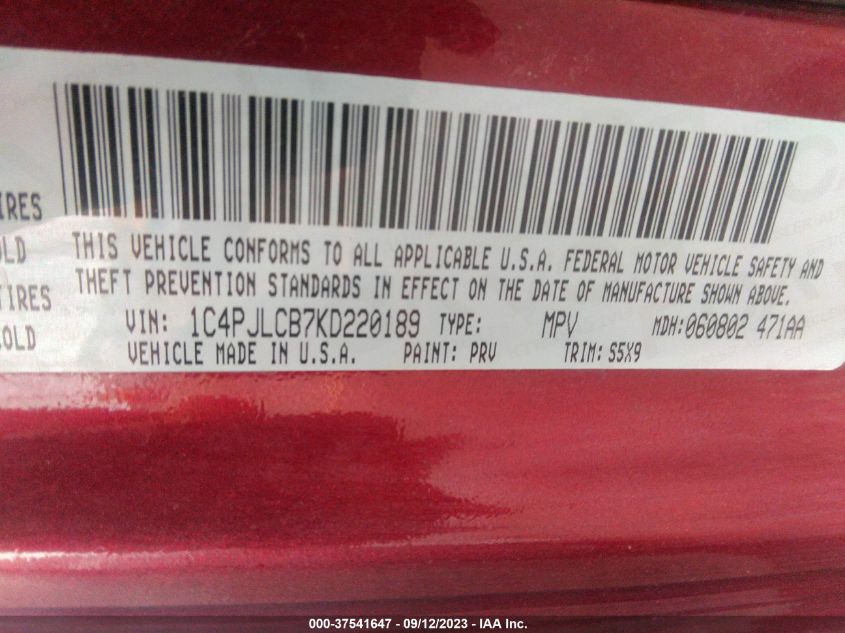 IRES
OLD
TIRES
COLD
THIS VEHICLE CONFORMS TO ALL APPLICABLE U.S.A. FEDERAL MOTOR VEHICLE SAFETY AND
THEFT PREVENTION STANDARDS IN EFFECT ON THE DATE OF MANUFACTURE SHOWN ABOVE.
VIN: 1C4PJLCB7KD220189 TYPE: MPV MDH:060802 471AA
VEHICLE MADE IN U.S.A. PAINT: PRV TRIM: S5X9
000-37541647 - 09/12/2023 - IAA Inc.